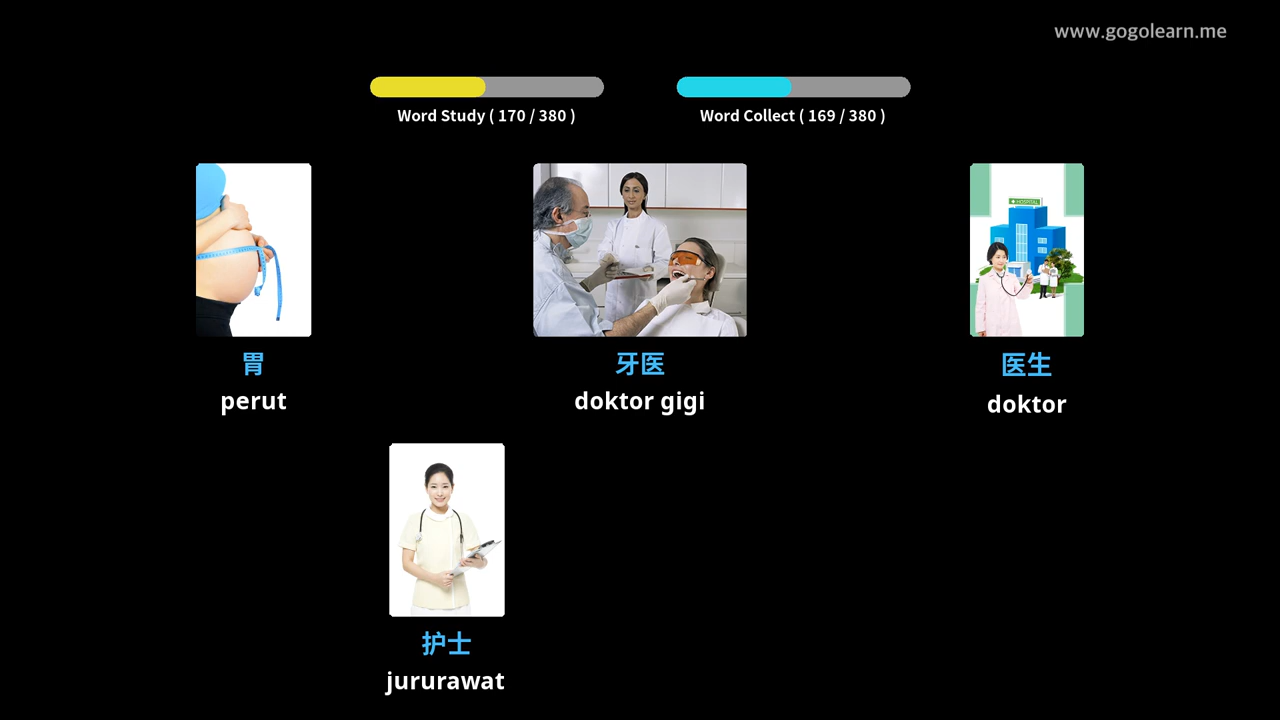 www.gogolearn.me
Word Study ( 170 / 380 )
Word Collect ( 169 / 380 )
HOSPITAL
胃
perut
牙医
doktor gigi
医生
doktor
护士
jururawat